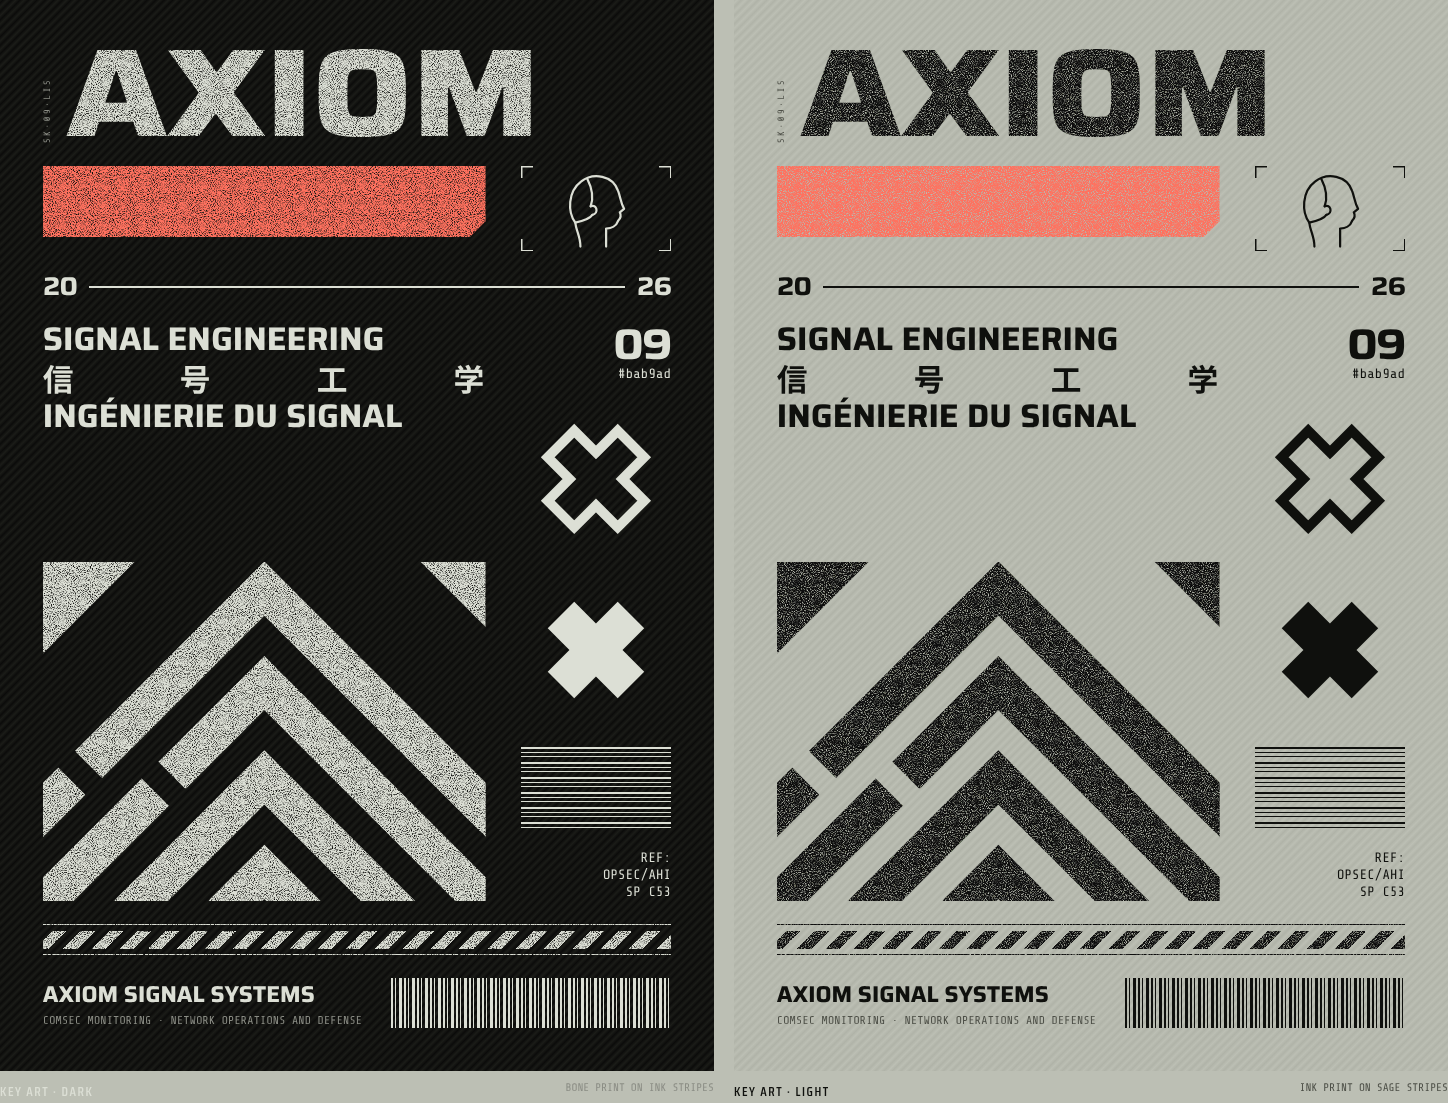 AXIOM
SK·09·LIS
20 26
SIGNAL ENGINEERING
信号工学
INGÉNIERIE DU SIGNAL
09
#bab9ad
REF:
OPSEC/AHI
SP C53
AXIOM SIGNAL SYSTEMS
COMSEC MONITORING · NETWORK OPERATIONS AND DEFENSE
KEY ART · DARK
BONE PRINT ON INK STRIPES
AXIOM
SK·09·LIS
20 26
SIGNAL ENGINEERING
信号工学
INGÉNIERIE DU SIGNAL
09
#bab9ad
REF:
OPSEC/AHI
SP C53
AXIOM SIGNAL SYSTEMS
COMSEC MONITORING · NETWORK OPERATIONS AND DEFENSE
KEY ART · LIGHT
INK PRINT ON SAGE STRIPES